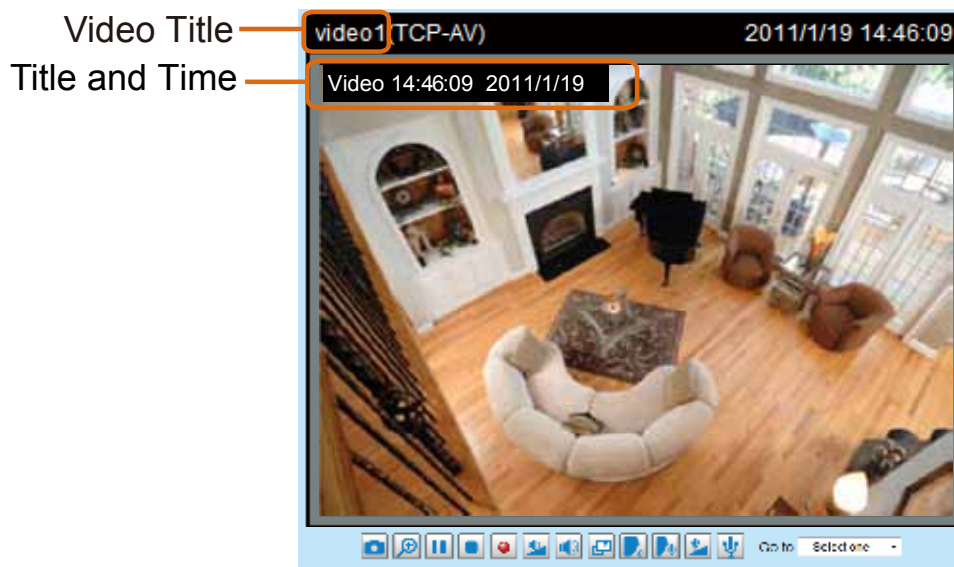 Video Title
video1(TCP-AV) 2011/1/19 14:46:09
Title and Time
Video 14:46:09 2011/1/19
Go to Select one